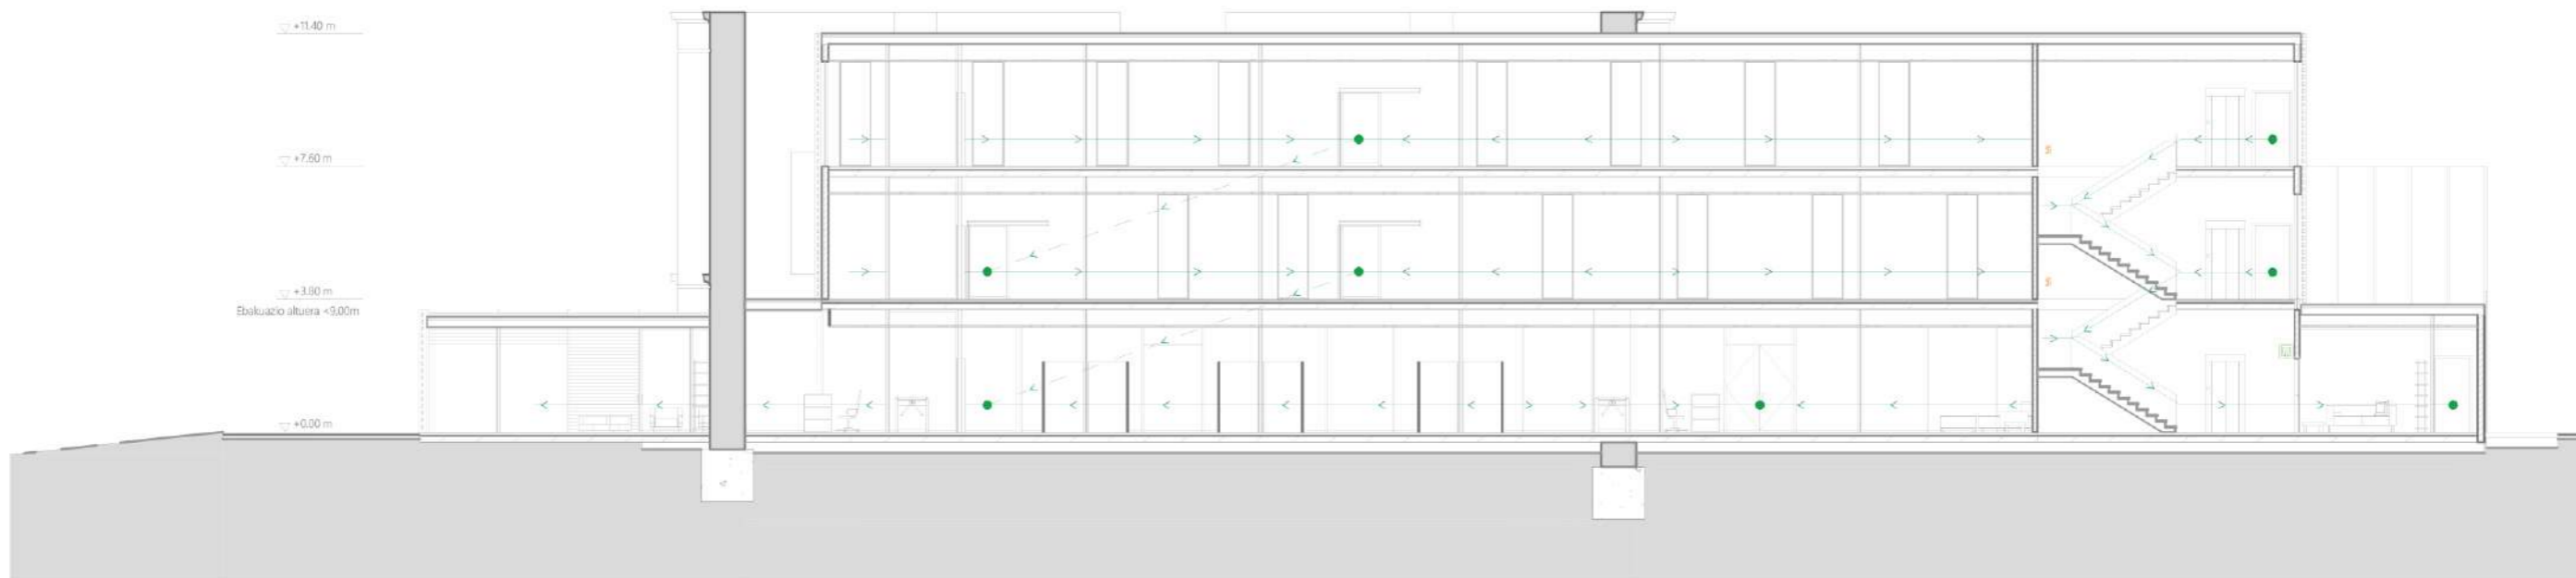 +11.40 m
+7.60 m
+3.80 m
Ebakuazio altuera <9,00m
+0.00 m